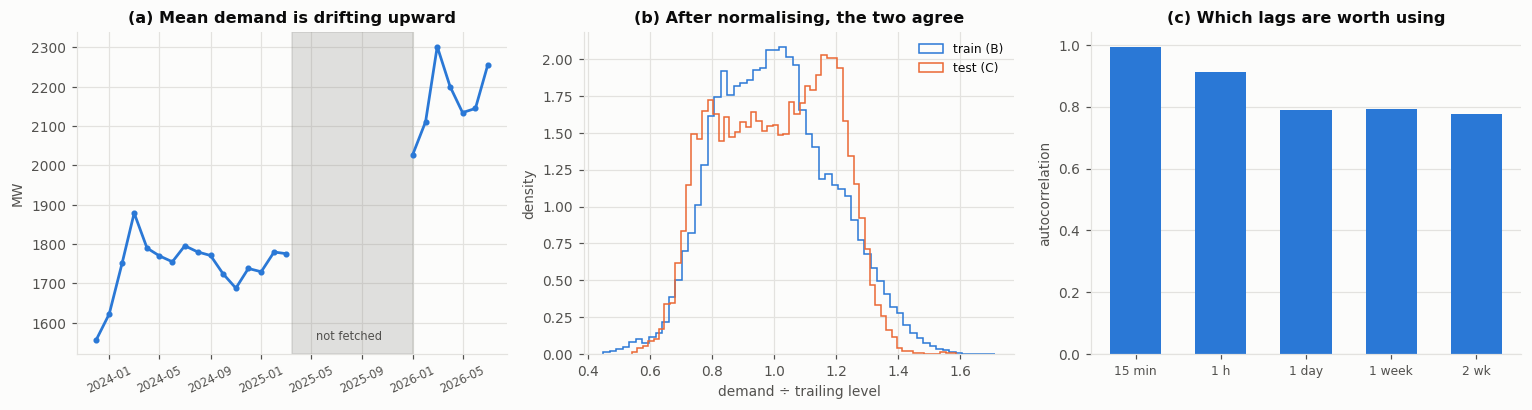 (a) Mean demand is drifting upward
MW
2300
2200
2100
2000
1900
1800
1700
1600
not fetched
2024-01
2024-05
2024-09
2025-01
2025-05
2025-09
2026-01
2026-05
(b) After normalising, the two agree
train (B)
test (C)
density
2.00
1.75
1.50
1.25
1.00
0.75
0.50
0.25
0.00
0.4
0.6
0.8
1.0
1.2
1.4
1.6
demand ÷ trailing level
(c) Which lags are worth using
autocorrelation
1.0
0.8
0.6
0.4
0.2
0.0
15 min
1 h
1 day
1 week
2 wk